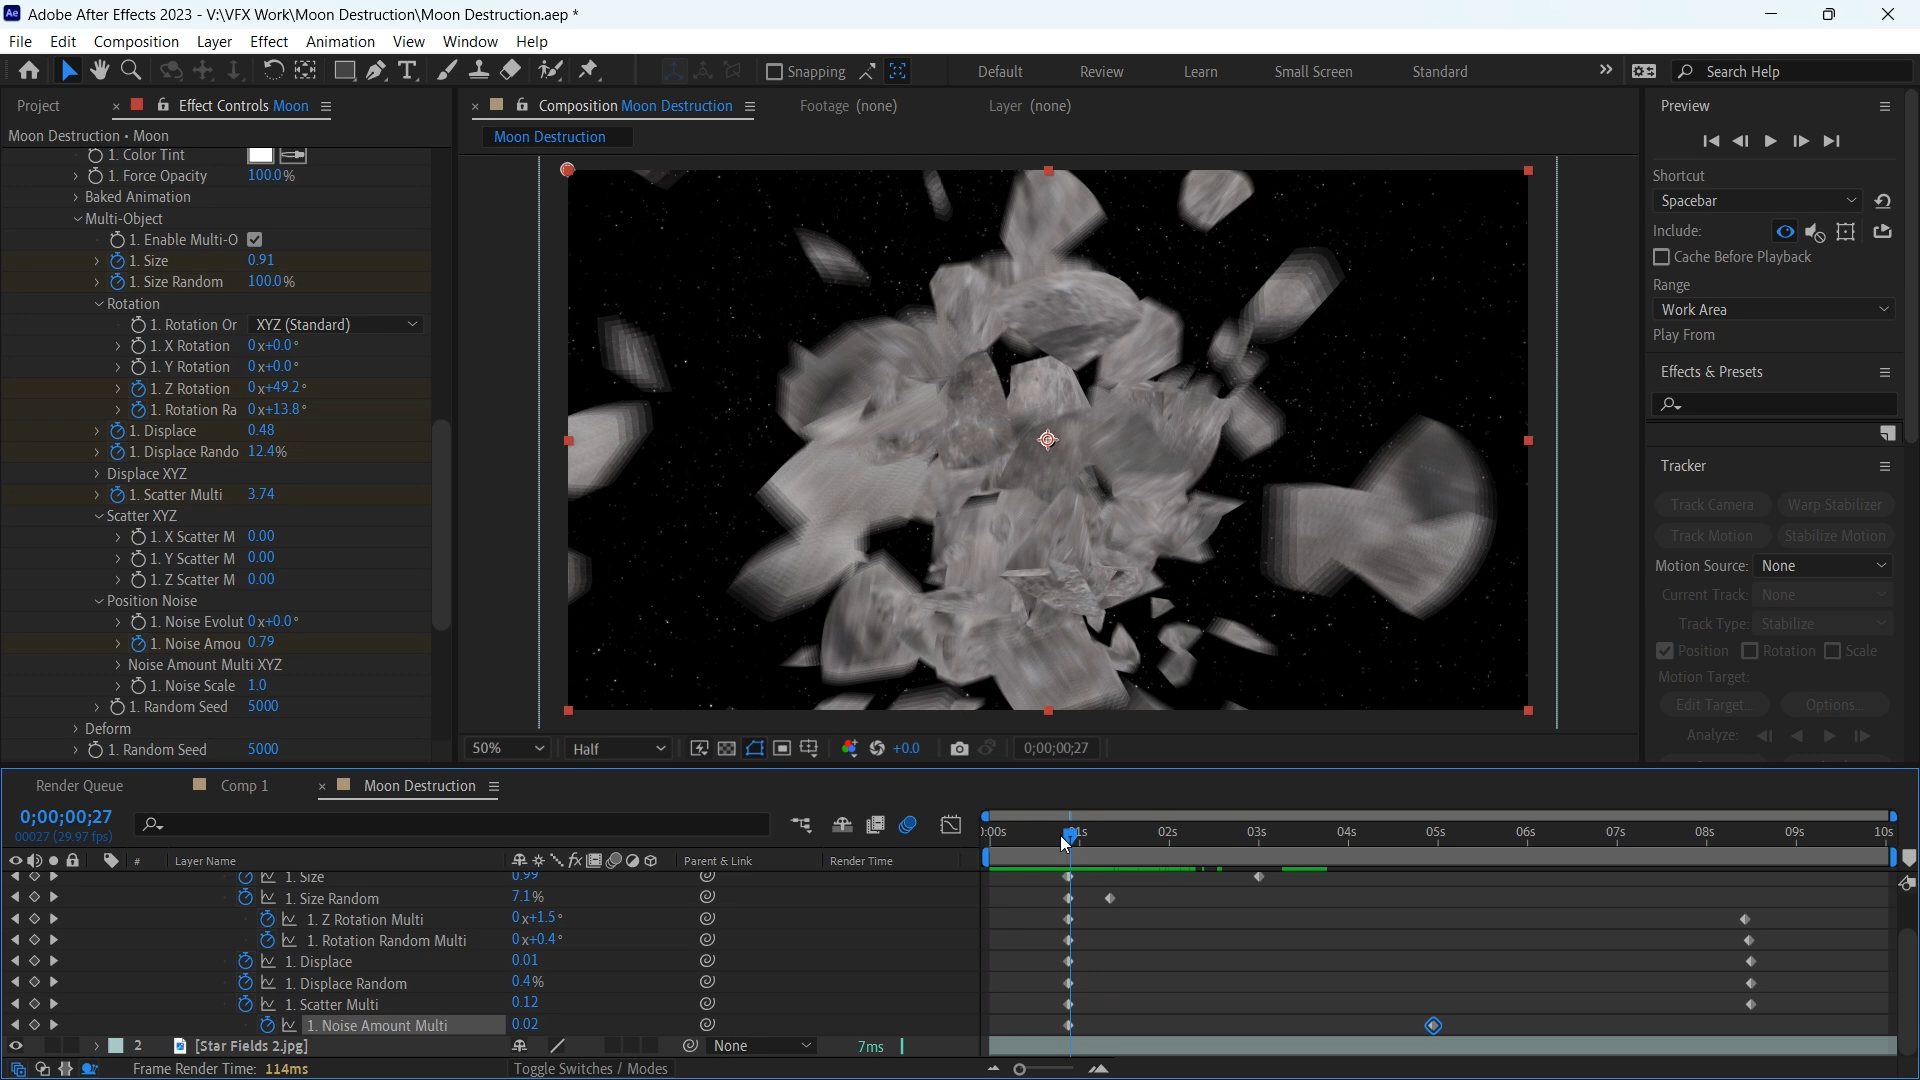 Adobe After Effects 2023 - V:\VFX Work\Moon Destruction\Moon Destruction.aep *
File Edit Composition Layer Effect Animation View Window Help
Snapping Default Review Learn Small Screen Standard Search Help
Project Effect Controls Moon
Moon Destruction • Moon
1. Color Tint
1. Force Opacity 100.0%
Baked Animation
Multi-Object
1. Enable Multi-O
1. Size 0.91
1. Size Random 100.0%
Rotation
1. Rotation Or XYZ (Standard)
1. X Rotation 0x+0.0°
1. Y Rotation 0x+0.0°
1. Z Rotation 0x+49.2°
1. Rotation Ra 0x+13.8°
1. Displace 0.48
1. Displace Rando 12.4%
Displace XYZ
1. Scatter Multi 3.74
Scatter XYZ
1. X Scatter M 0.00
1. Y Scatter M 0.00
1. Z Scatter M 0.00
Position Noise
1. Noise Evolut 0x+0.0°
1. Noise Amou 0.79
Noise Amount Multi XYZ
1. Noise Scale 1.0
1. Random Seed 5000
Deform
1. Random Seed 5000
Composition Moon Destruction Footage (none) Layer (none)
Moon Destruction
50% Half +0.0 0;00;00;27
Preview
Shortcut
Spacebar
Include:
Cache Before Playback
Range
Work Area
Play From
Effects & Presets
Tracker
Track Camera Warp Stabilizer
Track Motion Stabilize Motion
Motion Source: None
Current Track: None
Track Type: Stabilize
Position Rotation Scale
Motion Target:
Edit Target... Options...
Analyze:
Render Queue Comp 1 Moon Destruction
0;00;00;27
00027 (29.97 fps)
):00s 01s 02s 03s 04s 05s 06s 07s 08s 09s 10s
# Layer Name Parent & Link Render Time
1. Size 0.99
1. Size Random 7.1%
1. Z Rotation Multi 0x+1.5°
1. Rotation Random Multi 0x+0.4°
1. Displace 0.01
1. Displace Random 0.4%
1. Scatter Multi 0.12
1. Noise Amount Multi 0.02
2 [Star Fields 2.jpg] None 7ms
Frame Render Time: 114ms Toggle Switches / Modes